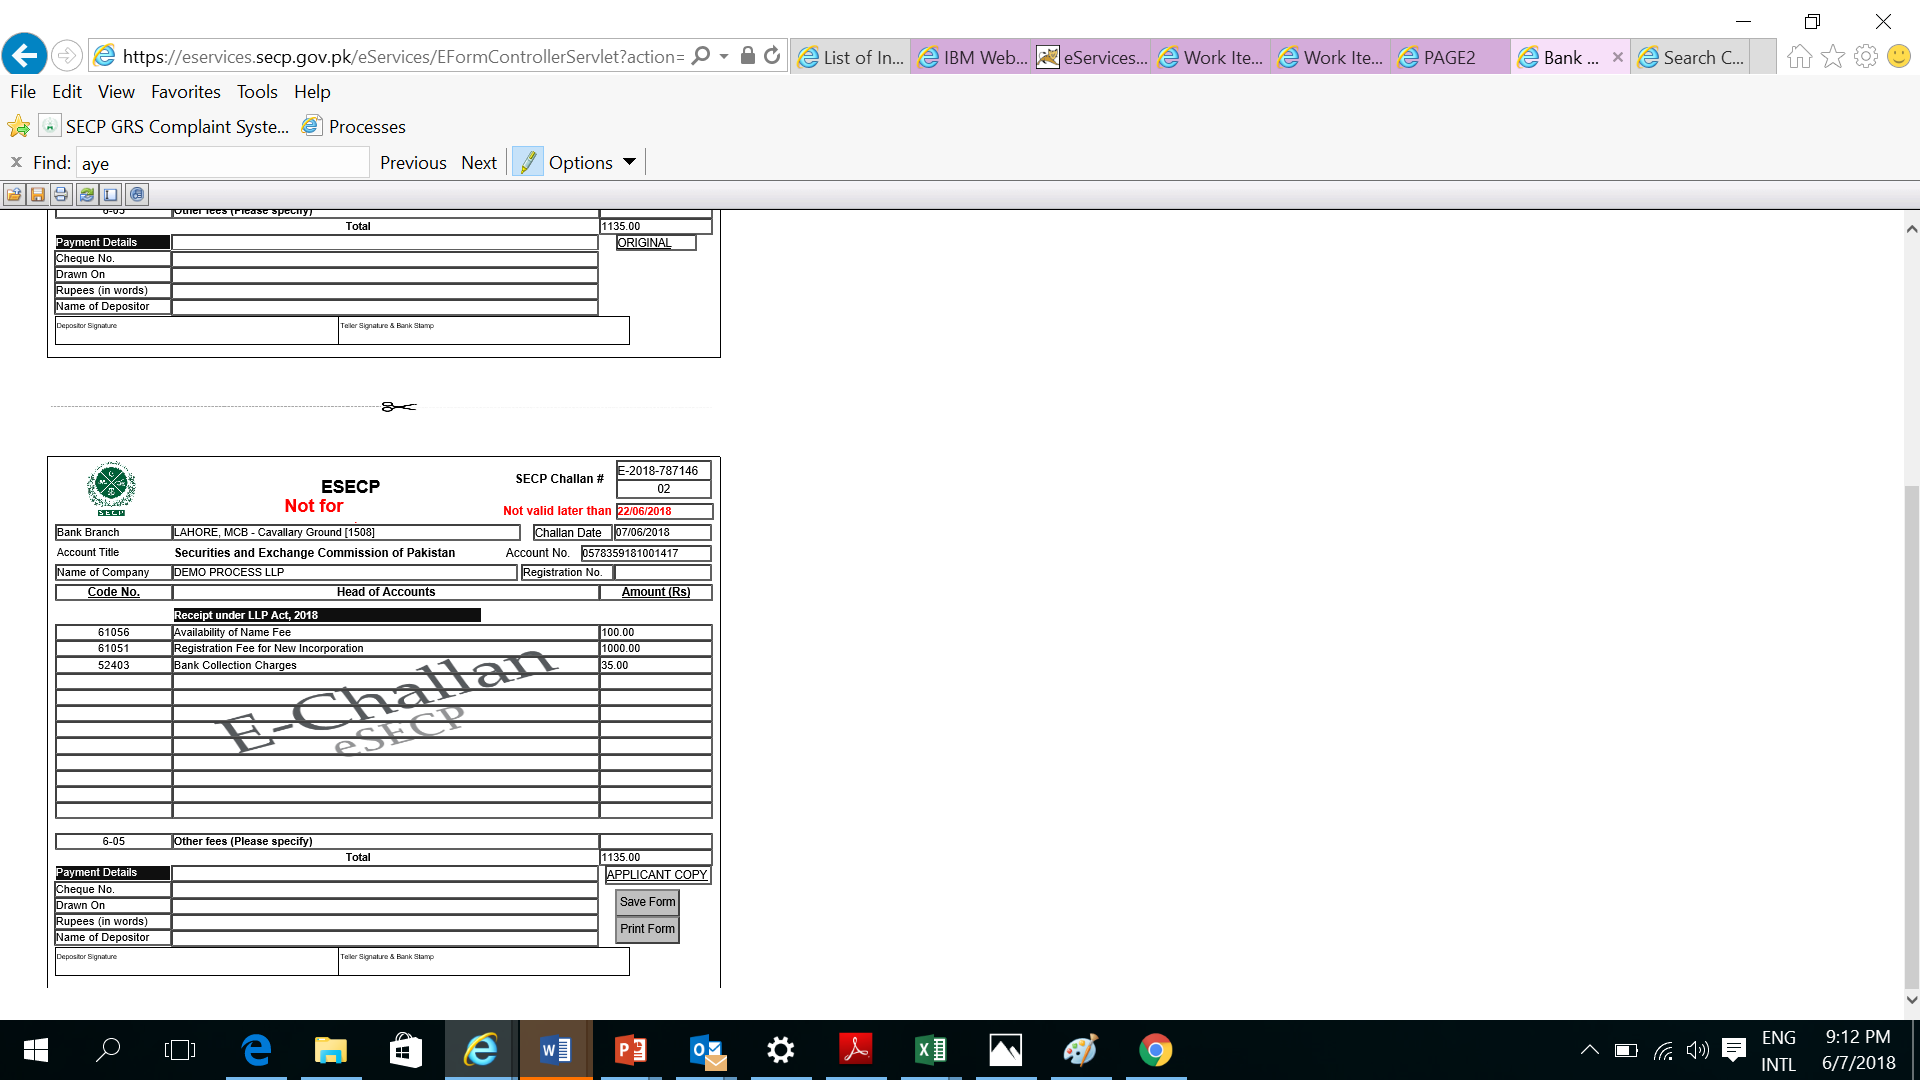 https://eservices.secp.gov.pk/eServices/EFormControllerServlet?action=
List of In...
IBM Web...
eServices...
Work Ite...
Work Ite...
PAGE2
Bank ...
Search C...
File Edit View Favorites Tools Help
SECP GRS Complaint Syste... Processes
x Find: aye Previous Next Options
6-05 Other fees (Please specify)
Total 1135.00
Payment Details ORIGINAL
Cheque No.
Drawn On
Rupees (in words)
Name of Depositor
Depositor Signature Teller Signature & Bank Stamp
SECP
ESECP
Not for
SECP Challan # E-2018-787146
02
Not valid later than 22/06/2018
Bank Branch LAHORE, MCB - Cavallary Ground [1508] Challan Date 07/06/2018
Account Title Securities and Exchange Commission of Pakistan Account No. 0578359181001417
Name of Company DEMO PROCESS LLP Registration No.
Code No. Head of Accounts Amount (Rs)
Receipt under LLP Act, 2018
61056 Availability of Name Fee 100.00
61051 Registration Fee for New Incorporation 1000.00
52403 Bank Collection Charges 35.00
E-Challan
eSECP
6-05 Other fees (Please specify)
Total 1135.00
Payment Details APPLICANT COPY
Cheque No.
Drawn On
Rupees (in words)
Name of Depositor
Save Form
Print Form
Depositor Signature Teller Signature & Bank Stamp
ENG 9:12 PM
INTL 6/7/2018